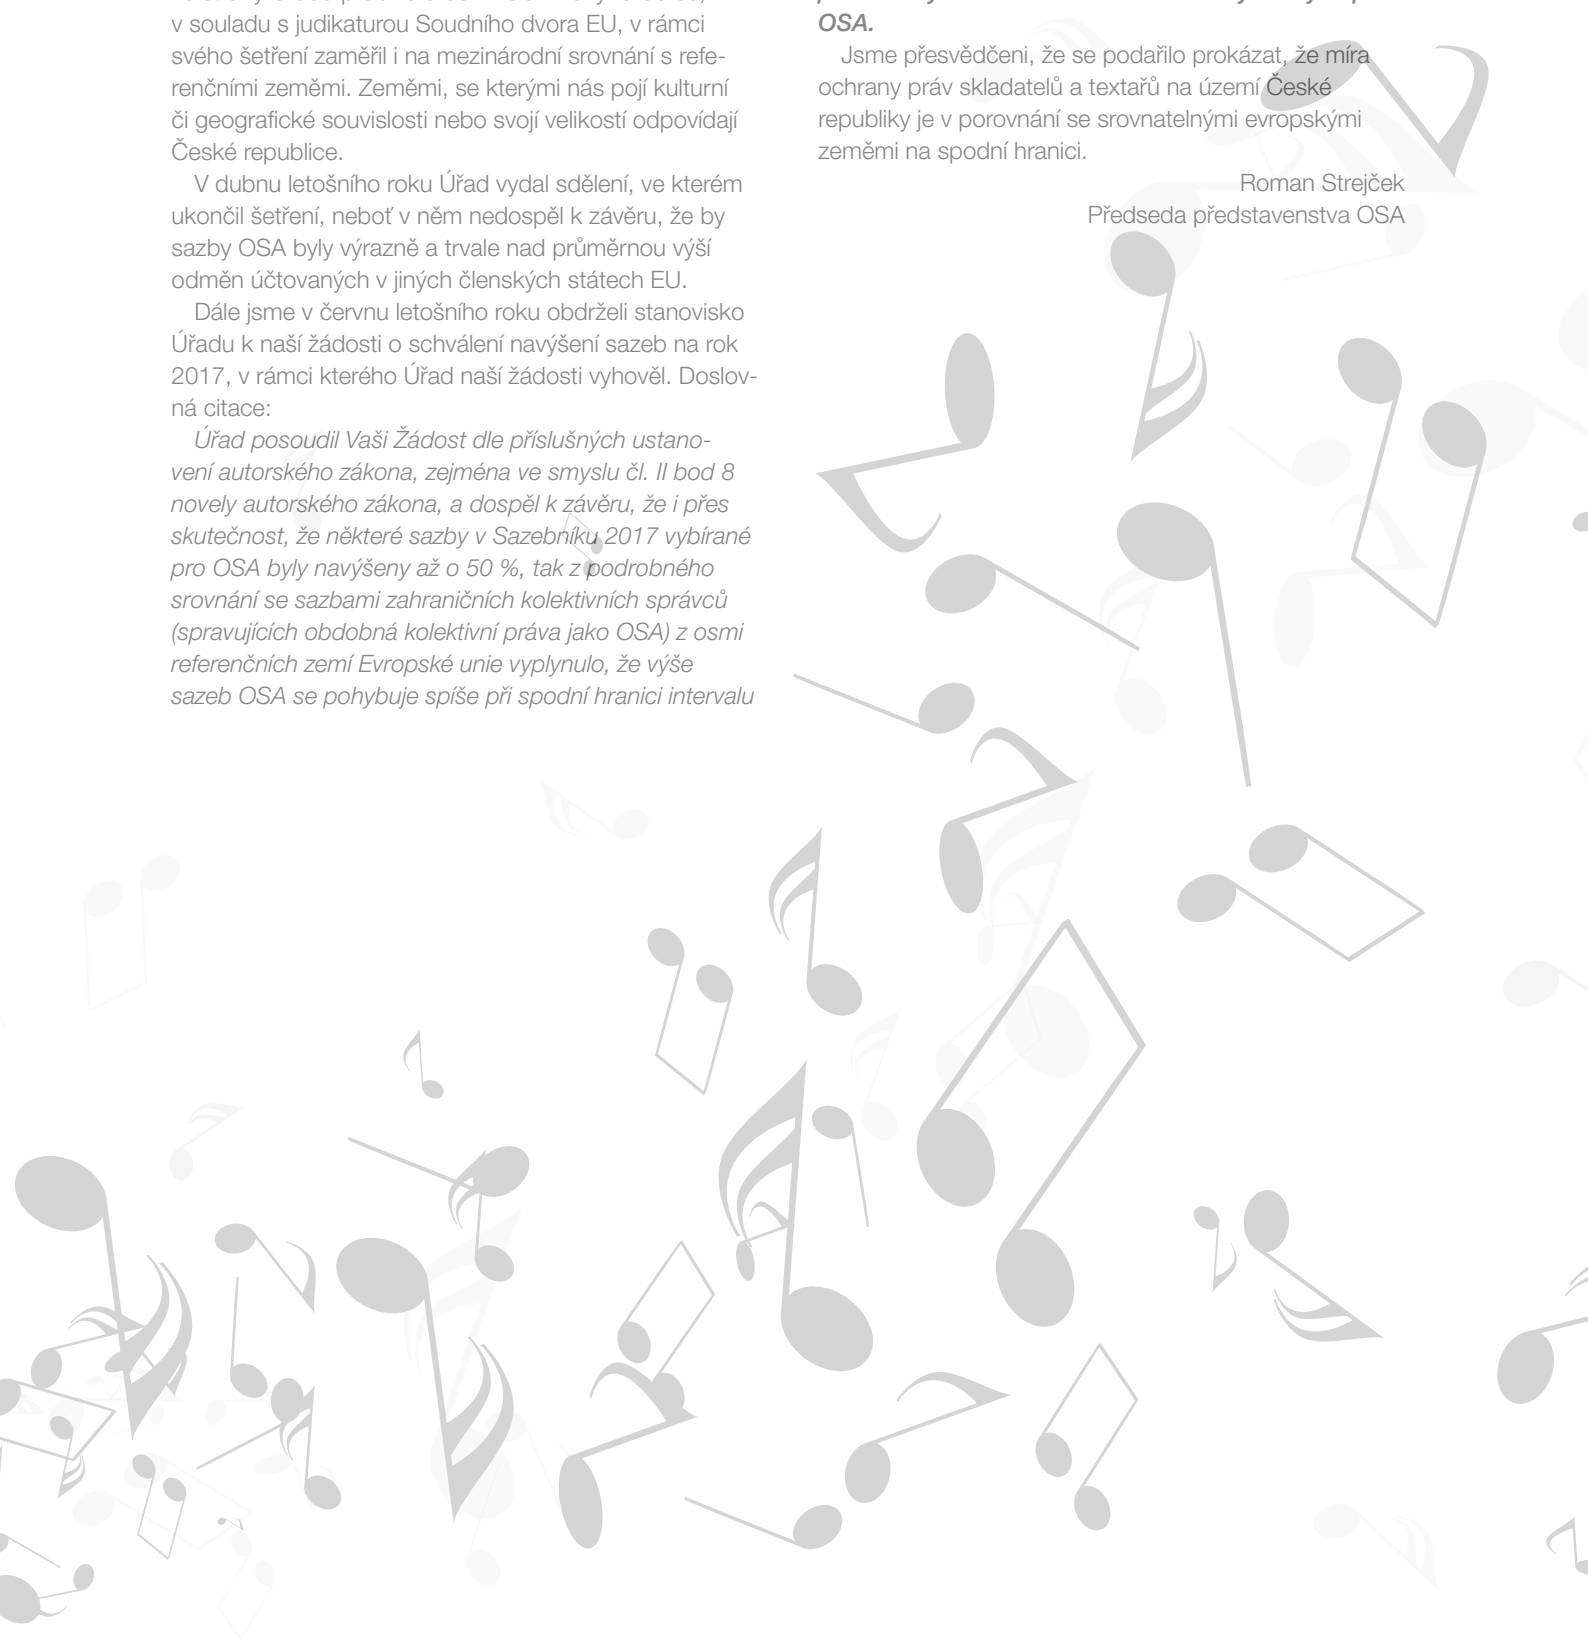 v souladu s judikaturou Soudního dvora EU, v rámci
svého šetření zaměřil i na mezinárodní srovnání s refe-
renčními zeměmi. Zeměmi, se kterými nás pojí kulturní
či geografické souvislosti nebo svojí velikostí odpovídají
České republice.
V dubnu letošního roku Úřad vydal sdělení, ve kterém
ukončil šetření, neboť v něm nedospěl k závěru, že by
sazby OSA byly výrazně a trvale nad průměrnou výší
odměn účtovaných v jiných členských státech EU.
Dále jsme v červnu letošního roku obdrželi stanovisko
Úřadu k naší žádosti o schválení navýšení sazeb na rok
2017, v rámci kterého Úřad naší žádosti vyhověl. Doslov-
ná citace:
Úřad posoudil Vaši Žádost dle příslušných ustano-
vení autorského zákona, zejména ve smyslu čl. II bod 8
novely autorského zákona, a dospěl k závěru, že i přes
skutečnost, že některé sazby v Sazebníku 2017 vybírané
pro OSA byly navýšeny až o 50 %, tak z podrobného
srovnání se sazbami zahraničních kolektivních správců
(spravujících obdobná kolektivní práva jako OSA) z osmi
referenčních zemí Evropské unie vyplynulo, že výše
sazeb OSA se pohybuje spíše při spodní hranici intervalu
OSA.
Jsme přesvědčeni, že se podařilo prokázat, že míra
ochrany práv skladatelů a textařů na území České
republiky je v porovnání se srovnatelnými evropskými
zeměmi na spodní hranici.
Roman Strejček
Předseda představenstva OSA